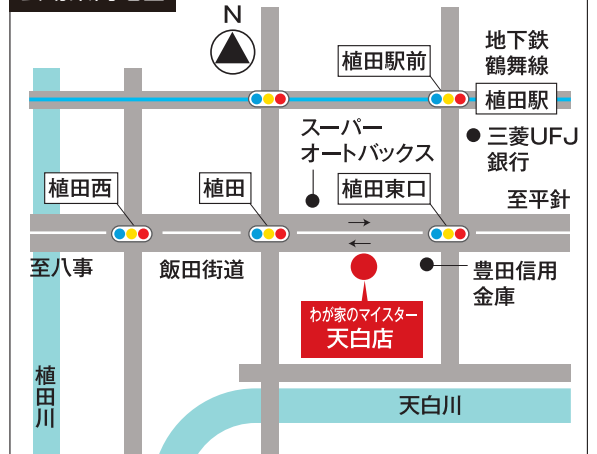 N
地下鉄
鶴舞線
植田駅前
植田駅
スーパー
オートバックス
三菱UFJ
銀行
植田西
植田
植田東口
至平針
→
←
至八事
飯田街道
豊田信用
金庫
わが家のマイスター
天白店
植田川
天白川